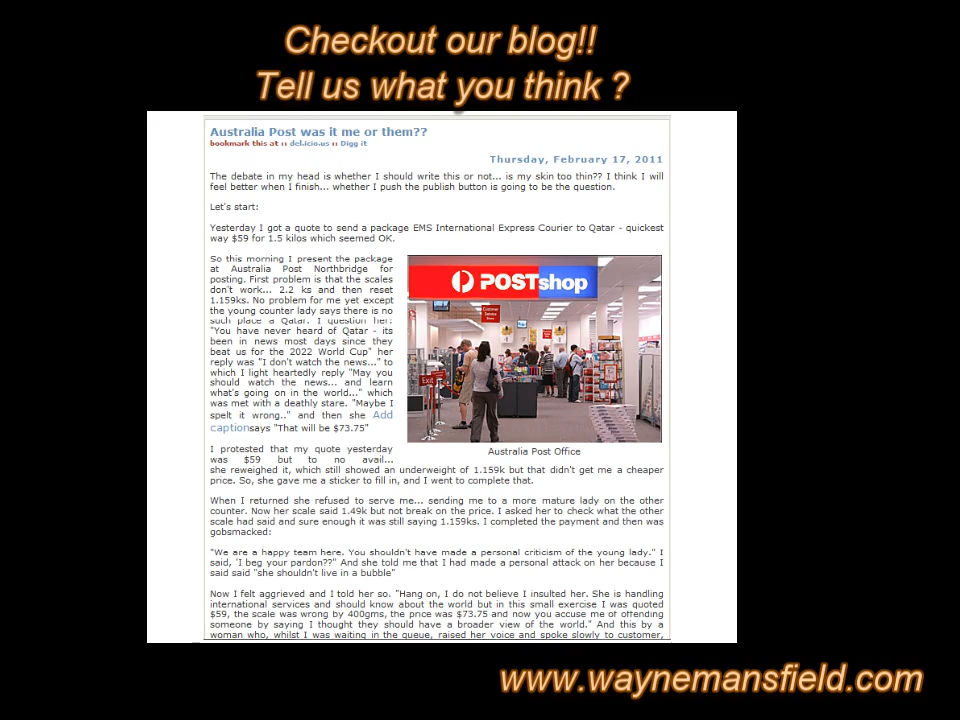 Checkout our blog!!
Tell us what you think ?
Australia Post was it me or them??
bookmark this at :: del.icio.us :: Digg it
Thursday, February 17, 2011
The debate in my head is whether I should write this or not... is my skin too thin?? I think I will
feel better when I finish... whether I push the publish button is going to be the question.
Let's start:
Yesterday I got a quote to send a package EMS International Express Courier to Qatar - quickest
way $59 for 1.5 kilos which seemed OK.
So this morning I present the package
at Australia Post Northbridge for
posting. First problem is that the scales
don't work... 2.2 ks and then reset
1.159ks. No problem for me yet except
the young counter lady says there is no
such place a Qatar. I question her:
"You have never heard of Qatar - its
been in news most days since they
beat us for the 2022 World Cup" her
reply was "I don't watch the news..." to
which I light heartedly reply "May you
should watch the news... and learn
what's going on in the world..." which
was met with a deathly stare. "Maybe I
spelt it wrong.." and then she Add
captionsays "That will be $73.75"
POSTshop
Customer
Service
Exit
Australia Post Office
I protested that my quote yesterday
was $59 but to no avail...
she reweighed it, which still showed an underweight of 1.159k but that didn't get me a cheaper
price. So, she gave me a sticker to fill in, and I went to complete that.
When I returned she refused to serve me... sending me to a more mature lady on the other
counter. Now her scale said 1.49k but not break on the price. I asked her to check what the other
scale had said and sure enough it was still saying 1.159ks. I completed the payment and then was
gobsmacked:
"We are a happy team here. You shouldn't have made a personal criticism of the young lady." I
said, 'I beg your pardon??" And she told me that I had made a personal attack on her because I
said said "she shouldn't live in a bubble"
Now I felt aggrieved and I told her so. "Hang on, I do not believe I insulted her. She is handling
international services and should know about the world but in this small exercise I was quoted
$59, the scale was wrong by 400gms, the price was $73.75 and now you accuse me of offending
someone by saying I thought they should have a broader view of the world." And this by a
woman who, whilst I was waiting in the queue, raised her voice and spoke slowly to customer,
www.waynemansfield.com